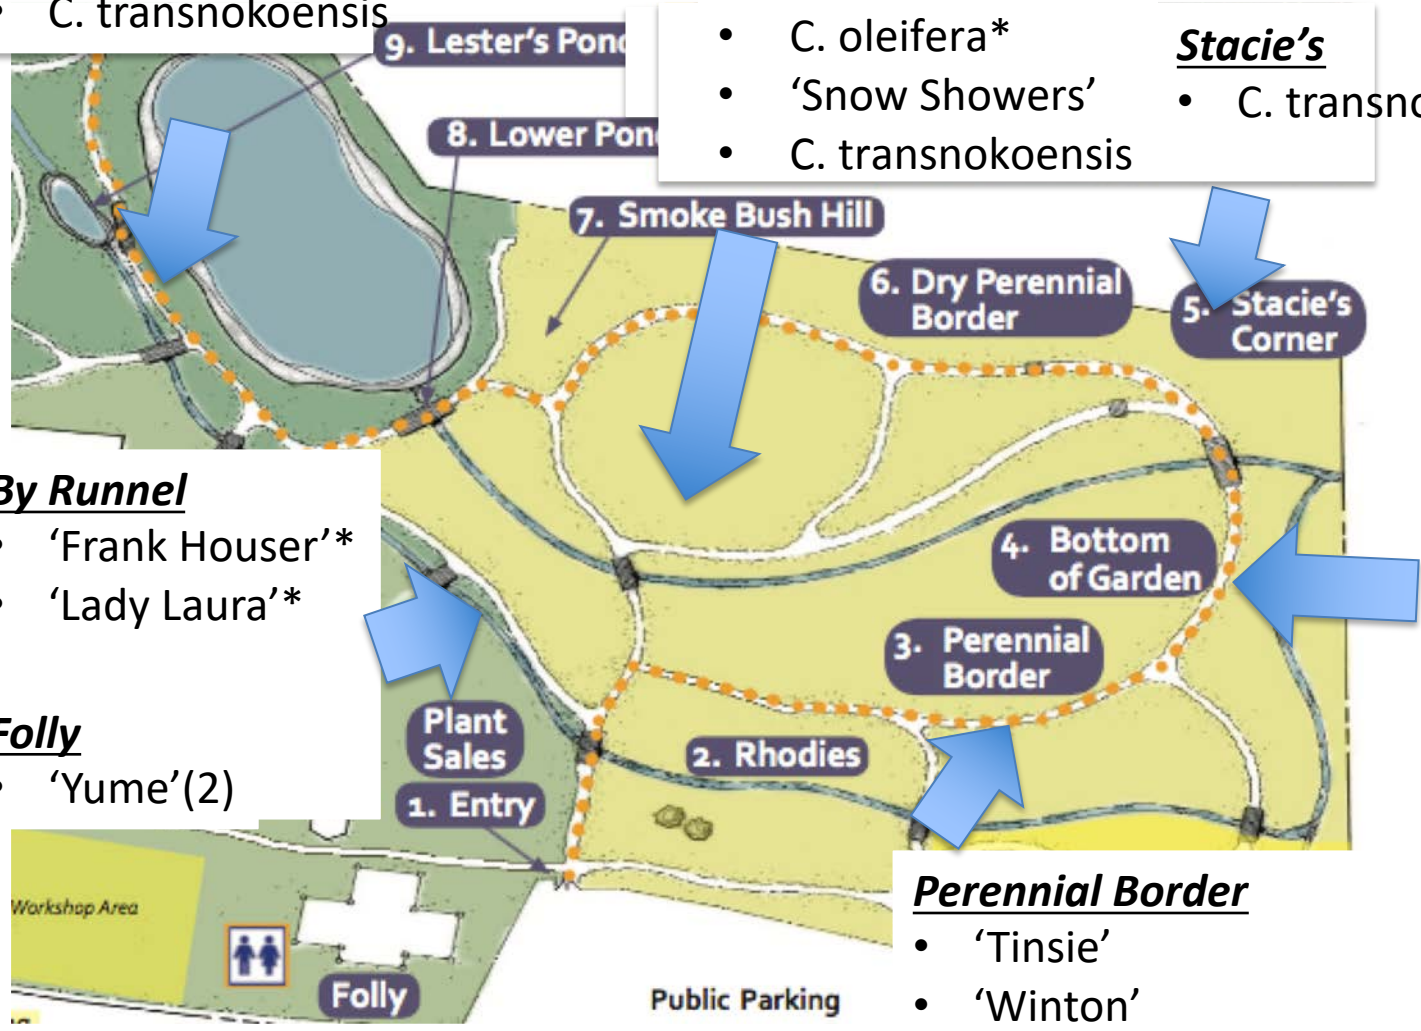 • C. transnokoensis
9. Lester's Pond
8. Lower Pond
• C. oleifera*
• 'Snow Showers'
• C. transnokoensis
Stacie's
• C. transno
7. Smoke Bush Hill
6. Dry Perennial
Border
5. Stacie's
Corner
By Runnel
• 'Frank Houser'*
• 'Lady Laura'*
4. Bottom
of Garden
3. Perennial
Border
Folly
• 'Yume'(2)
Plant
Sales
2. Rhodies
1. Entry
Workshop Area
Folly
Public Parking
Perennial Border
• 'Tinsie'
• 'Winton'